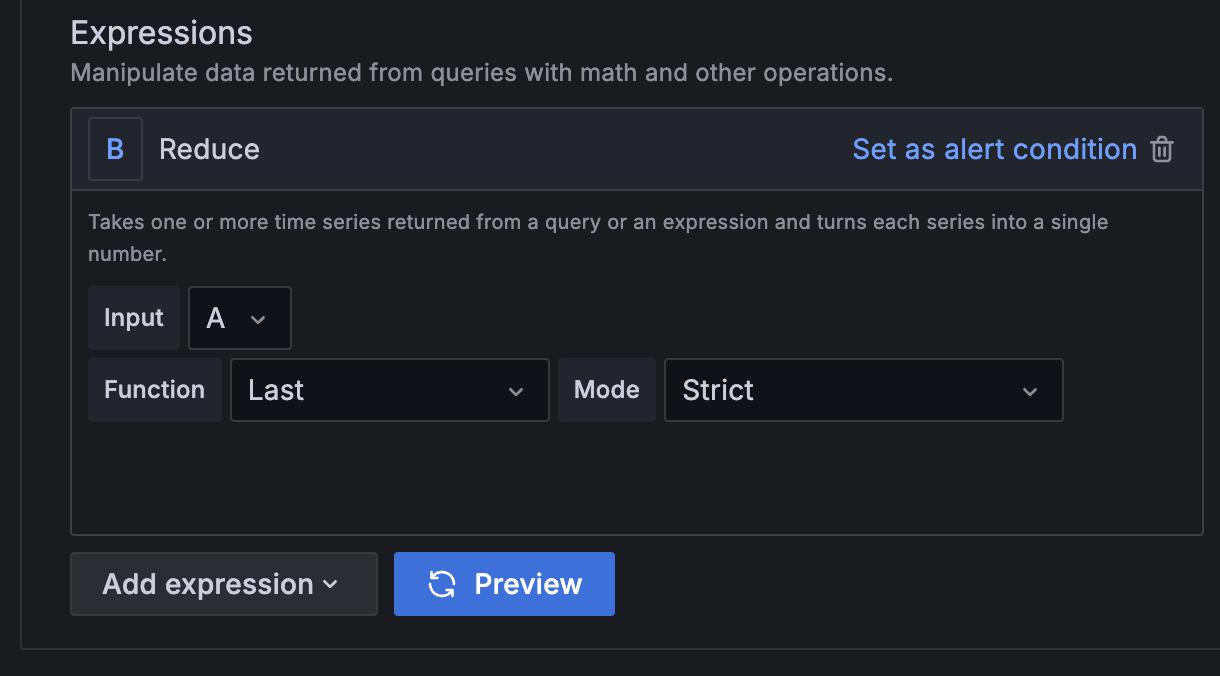 Expressions
Manipulate data returned from queries with math and other operations.
B Reduce Set as alert condition
Takes one or more time series returned from a query or an expression and turns each series into a single
number.
Input A
Function Last Mode Strict
Add expression Preview